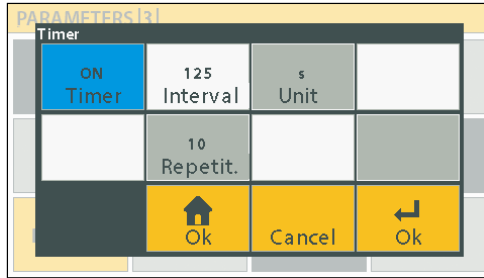 PARAMETERS|3|
Timer
ON
Timer
125
Interval
s
Unit
10
Repetit.
Ok
Cancel
Ok